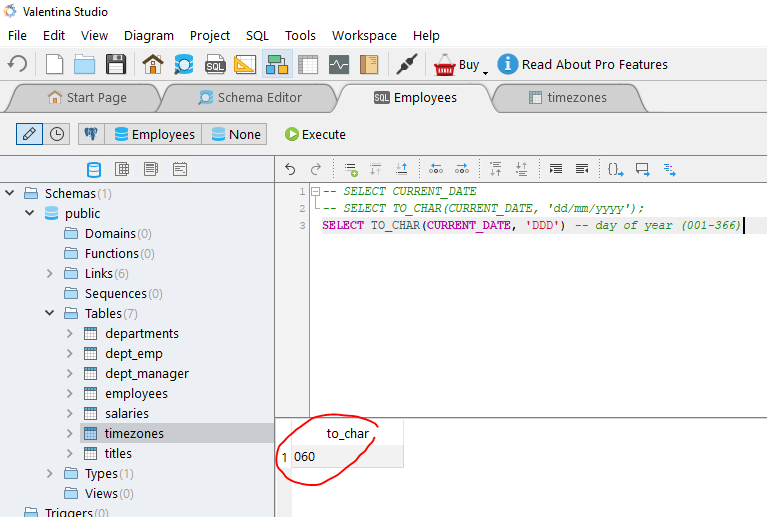 Valentina Studio
File Edit View Diagram Project SQL Tools Workspace Help
SQL Buy Read About Pro Features
Start Page Schema Editor SQL Employees timezones
Employees None Execute
Schemas(1)
public
Domains(0)
Functions(0)
Links(6)
Sequences(0)
Tables(7)
departments
dept_emp
dept_manager
employees
salaries
timezones
titles
Types(1)
Views(0)
Triggers(0)
1 -- SELECT CURRENT_DATE
2 -- SELECT TO_CHAR(CURRENT_DATE, 'dd/mm/yyyy');
3 SELECT TO_CHAR(CURRENT_DATE, 'DDD') -- day of year (001-366)
to_char
1 060